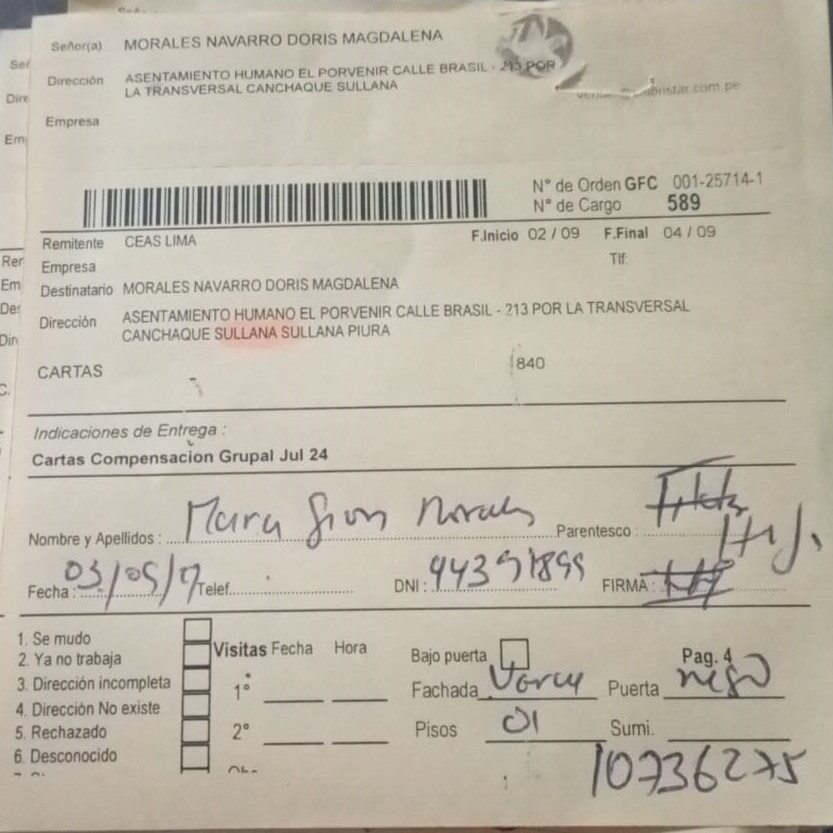 Señor(a) MORALES NAVARRO DORIS MAGDALENA
Dirección ASENTAMIENTO HUMANO EL PORVENIR CALLE BRASIL - 213 POR
LA TRANSVERSAL CANCHAQUE SULLANA
Empresa
N° de Orden GFC 001-25714-1
N° de Cargo 589
Remitente CEAS LIMA F.Inicio 02 / 09 F.Final 04 / 09
Empresa Tlf:
Destinatario MORALES NAVARRO DORIS MAGDALENA
Dirección ASENTAMIENTO HUMANO EL PORVENIR CALLE BRASIL - 213 POR LA TRANSVERSAL
CANCHAQUE SULLANA SULLANA PIURA
CARTAS 840
Indicaciones de Entrega :
Cartas Compensacion Grupal Jul 24
Nombre y Apellidos : Parentesco :
Fecha : Telef. DNI : FIRMA :
1. Se mudo
2. Ya no trabaja Visitas Fecha Hora Bajo puerta Pag. 4
3. Dirección incompleta 1° Fachada Puerta
4. Dirección No existe
5. Rechazado 2° Pisos 01 Sumi.
6. Desconocido
10736275